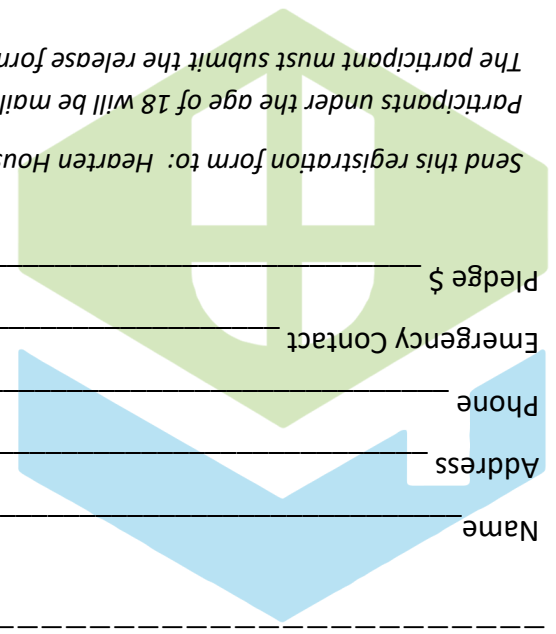 Name
Address
Phone
Emergency Contact
Pledge $
Send this registration form to: Hearten
Participants under the age of 18 will be
The participant must submit the release form